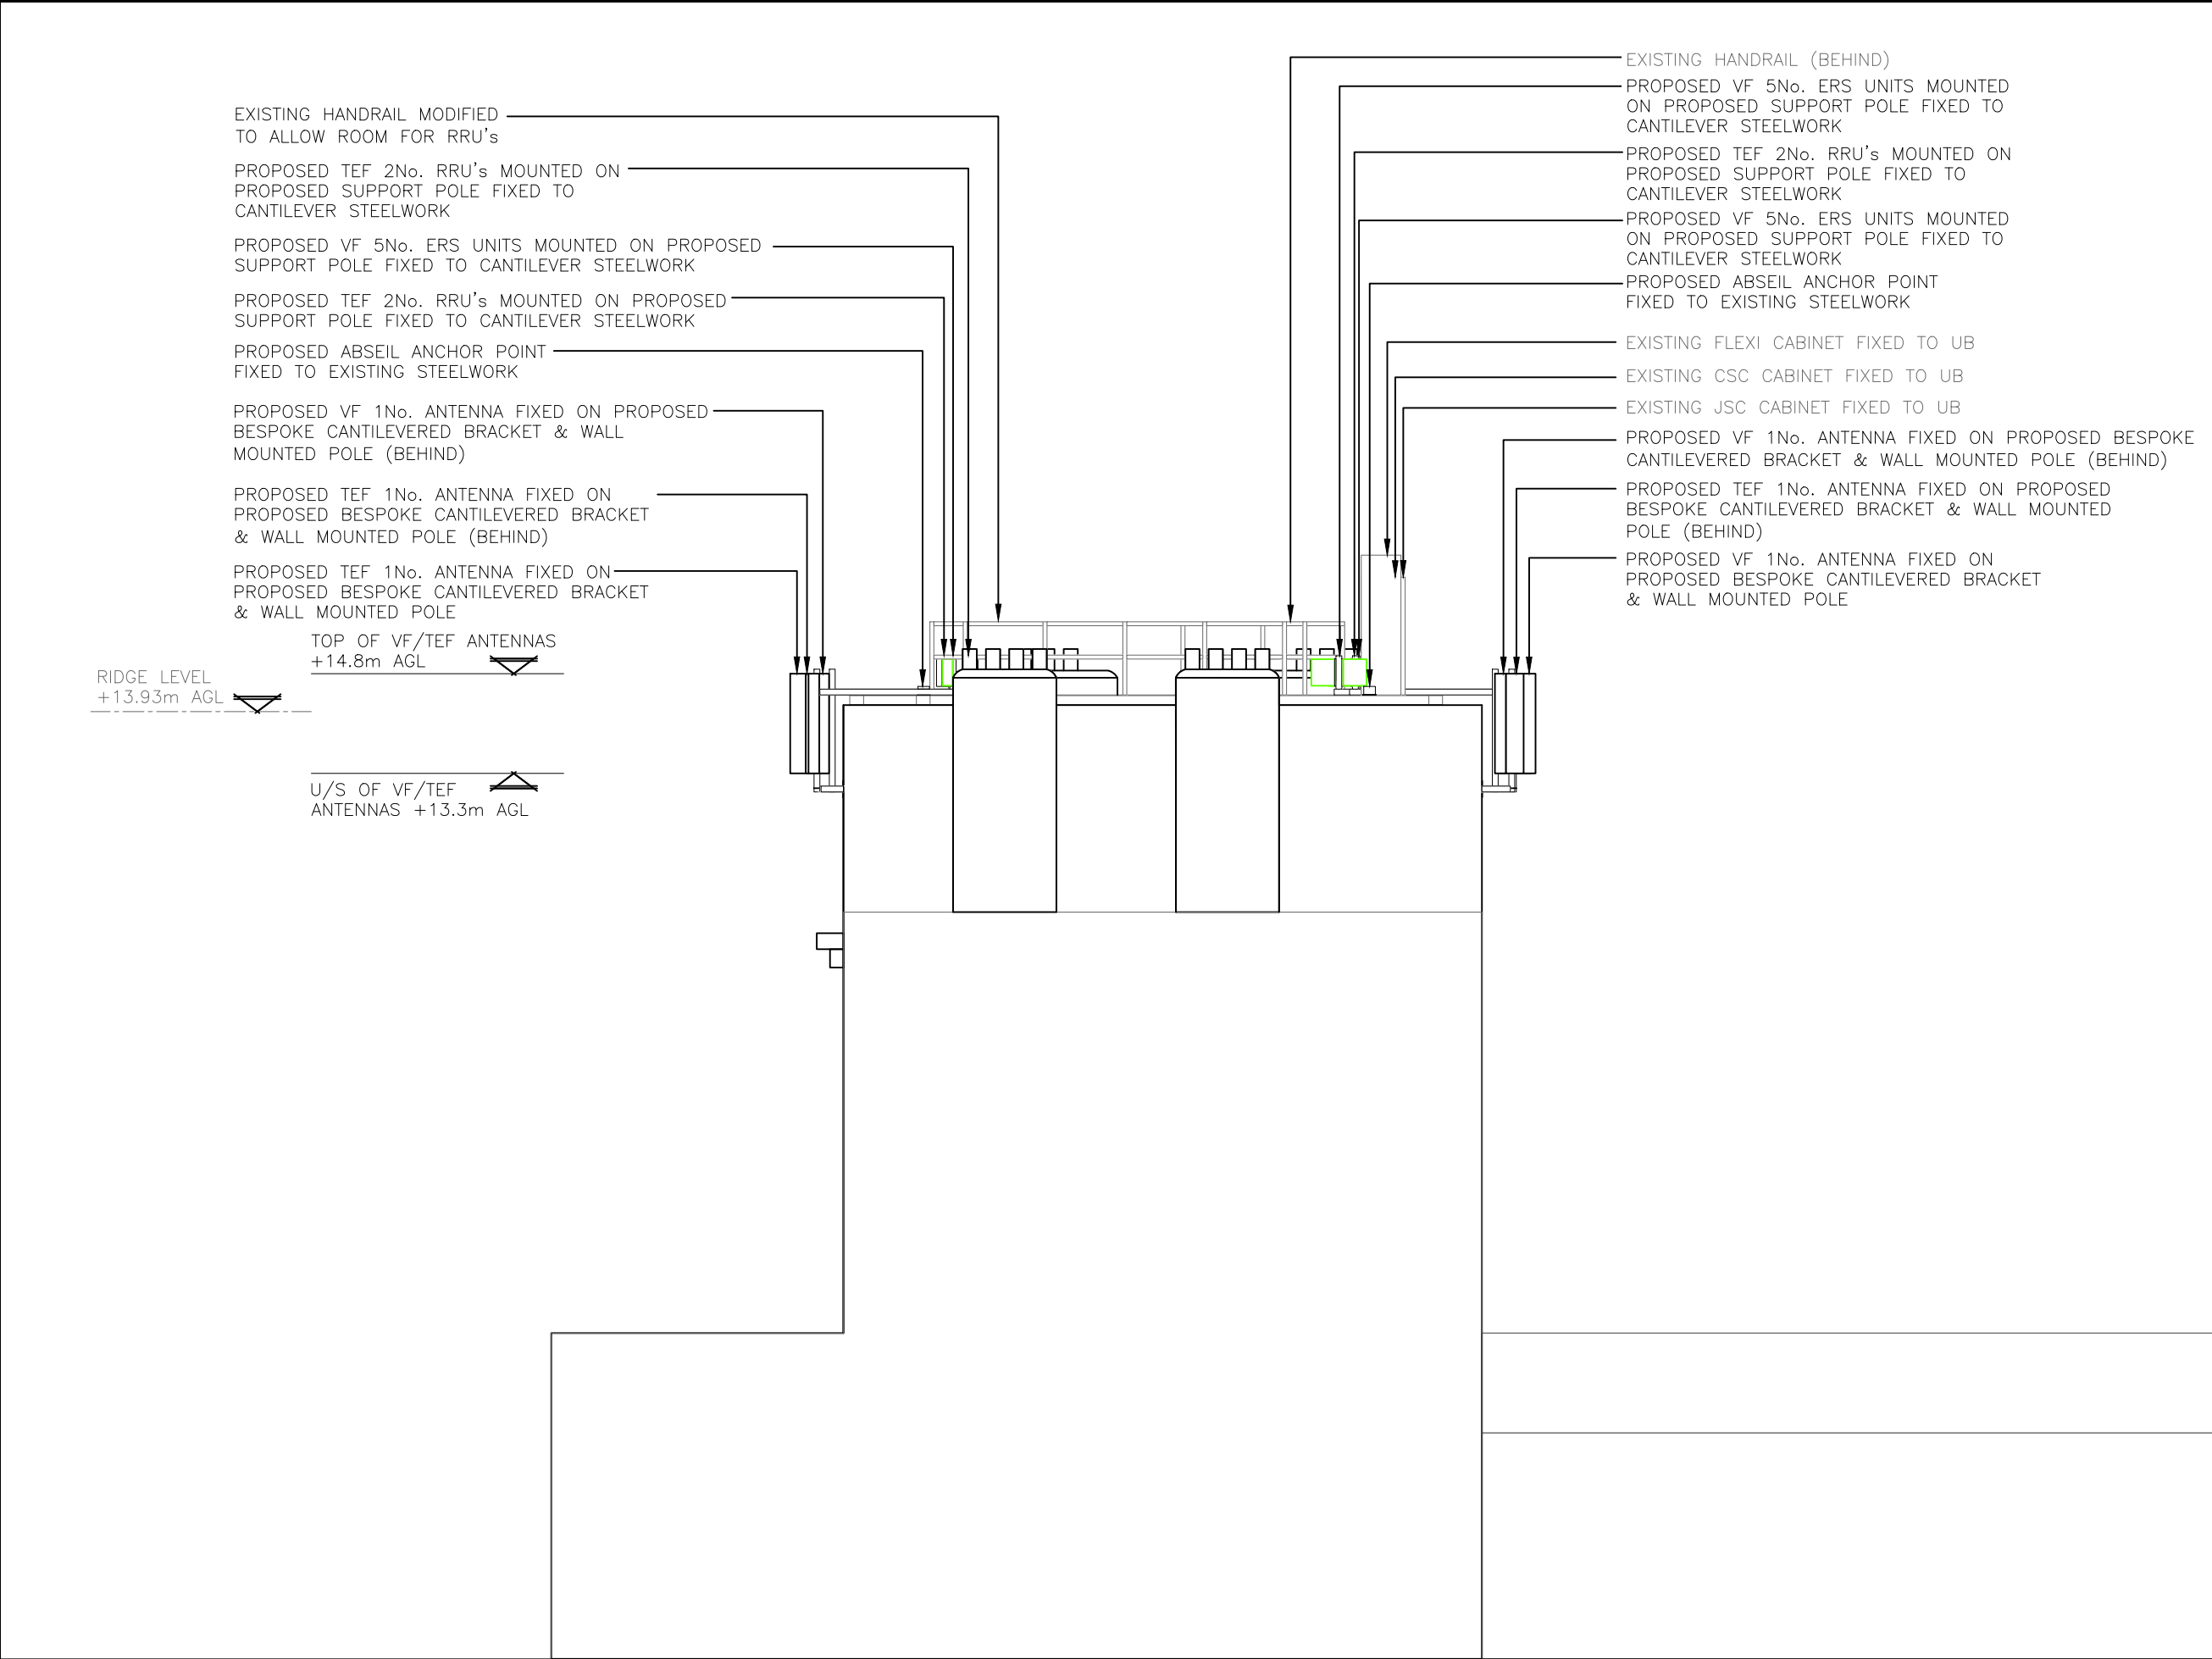 EXISTING HANDRAIL MODIFIED
TO ALLOW ROOM FOR RRU's
PROPOSED TEF 2No. RRU's MOUNTED ON
PROPOSED SUPPORT POLE FIXED TO
CANTILEVER STEELWORK
PROPOSED VF 5No. ERS UNITS MOUNTED ON PROPOSED
SUPPORT POLE FIXED TO CANTILEVER STEELWORK
PROPOSED TEF 2No. RRU's MOUNTED ON PROPOSED
SUPPORT POLE FIXED TO CANTILEVER STEELWORK
PROPOSED ABSEIL ANCHOR POINT
FIXED TO EXISTING STEELWORK
PROPOSED VF 1No. ANTENNA FIXED ON PROPOSED
BESPOKE CANTILEVERED BRACKET & WALL
MOUNTED POLE (BEHIND)
PROPOSED TEF 1No. ANTENNA FIXED ON
PROPOSED BESPOKE CANTILEVERED BRACKET
& WALL MOUNTED POLE (BEHIND)
PROPOSED TEF 1No. ANTENNA FIXED ON
PROPOSED BESPOKE CANTILEVERED BRACKET
& WALL MOUNTED POLE
TOP OF VF/TEF ANTENNAS
+14.8m AGL
RIDGE LEVEL
+13.93m AGL
U/S OF VF/TEF
ANTENNAS +13.3m AGL
EXISTING HANDRAIL (BEHIND)
PROPOSED VF 5No. ERS UNITS MOUNTED
ON PROPOSED SUPPORT POLE FIXED TO
CANTILEVER STEELWORK
PROPOSED TEF 2No. RRU's MOUNTED ON
PROPOSED SUPPORT POLE FIXED TO
CANTILEVER STEELWORK
PROPOSED VF 5No. ERS UNITS MOUNTED
ON PROPOSED SUPPORT POLE FIXED TO
CANTILEVER STEELWORK
PROPOSED ABSEIL ANCHOR POINT
FIXED TO EXISTING STEELWORK
EXISTING FLEXI CABINET FIXED TO UB
EXISTING CSC CABINET FIXED TO UB
EXISTING JSC CABINET FIXED TO UB
PROPOSED VF 1No. ANTENNA FIXED ON PROPOSED BESPOKE
CANTILEVERED BRACKET & WALL MOUNTED POLE (BEHIND)
PROPOSED TEF 1No. ANTENNA FIXED ON PROPOSED
BESPOKE CANTILEVERED BRACKET & WALL MOUNTED
POLE (BEHIND)
PROPOSED VF 1No. ANTENNA FIXED ON
PROPOSED BESPOKE CANTILEVERED BRACKET
& WALL MOUNTED POLE